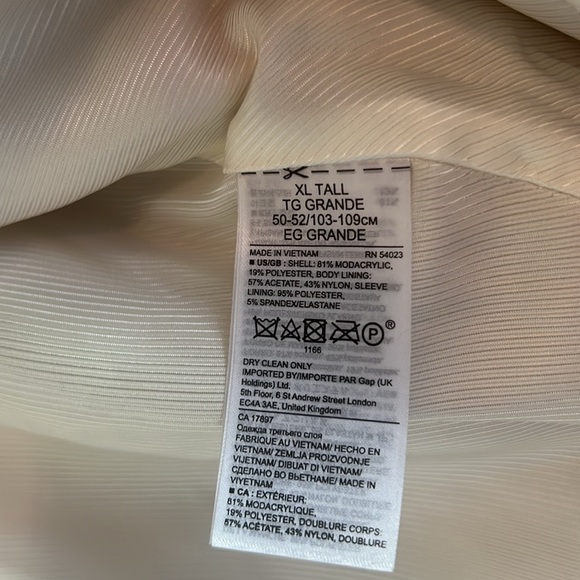 XL TALL
TG GRANDE
50-52/103-109см
EG GRANDE
MADE IN VIETNAM RN 54023
■ US/GB : SHELL: 81% MODACRYLIC,
19% POLYESTER, BODY LINING:
57% ACETATE, 43% NYLON, SLEEVE
LINING: 95% POLYESTER,
5% SPANDEX/ELASTANE
P®
1166
DRY CLEAN ONLY
IMPORTED BY/IMPORTE PAR Gap (UK
Holdings) Ltd.
5th Floor, 6 St Andrew Street London
EC4A 3AE, United Kingdom
CA 17897
Одежда третьего слоя
FABRIQUÉ AU VIETNAM/ HECHO EN
VIETNAM/ ZEMLJA PROIZVODNJE
VIJETNAM/ DIBUAT DI VIETNAM/
СДЕЛАНО ВО ВЬЕТНАМЕ/ MADE IN
VIYETNAM
■ CA : EXTÉRIEUR:
81% MODACRYLIQUE,
19% POLYESTER, DOUBLURE CORPS:
57% ACÉTATE, 43% NYLON, DOUBLURE